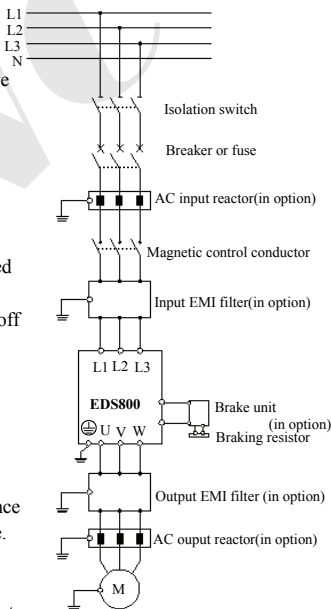 L1
L2
L3
N
Isolation switch
Breaker or fuse
AC input reactor(in option)
Magnetic control conductor
ed
Input EMI filter(in option)
off
L1 L2 L3
EDS800
Brake unit
(in option)
U V W
Braking resistor
Output EMI filter (in option)
e.
AC ouput reactor(in option)
M